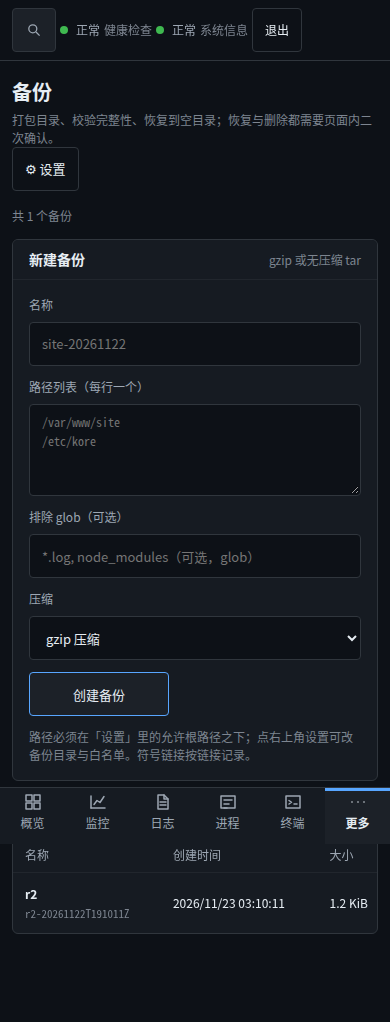 正常 健康检查 正常 系统信息 退出
备份
打包目录、校验完整性、恢复到空目录；恢复与删除都需要页面内二
次确认。
⚙ 设置
共 1 个备份
新建备份 gzip 或无压缩 tar
名称
site-20261122
路径列表（每行一个）
/var/www/site
/etc/kore
排除 glob（可选）
*.log, node_modules（可选，glob）
压缩
gzip 压缩
创建备份
路径必须在「设置」里的允许根路径之下；点右上角设置可改
备份目录与白名单。符号链接按链接记录。
概览 监控 日志 进程 终端 更多
名称 创建时间 大小
r2
r2-20261122T191011Z
2026/11/23 03:10:11 1.2 KiB